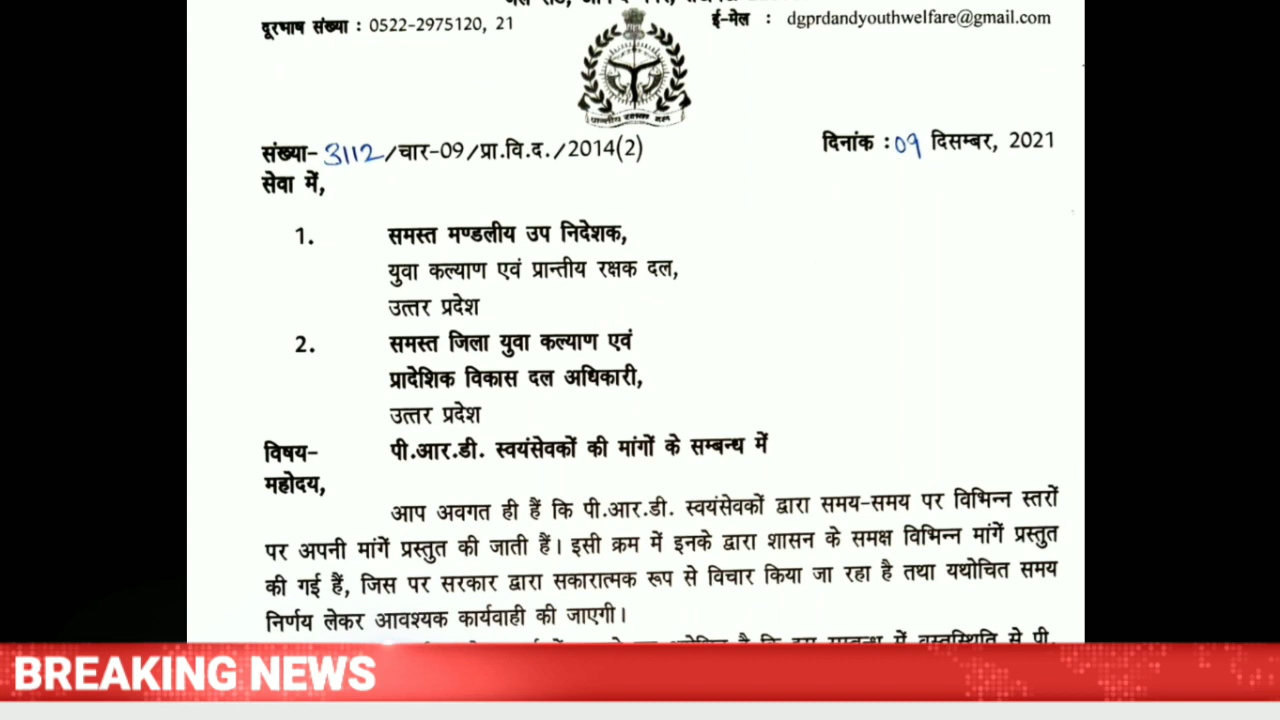 दूरभाष संख्या : 0522-2975120, 21
ई-मेल : dgprdandyouthwelfare@gmail.com
संख्या-3112/चार-09/प्रा.वि.द./2014(2)
दिनांक :09 दिसम्बर, 2021
सेवा में,
1. समस्त मण्डलीय उप निदेशक,
युवा कल्याण एवं प्रान्तीय रक्षक दल,
उत्तर प्रदेश
2. समस्त जिला युवा कल्याण एवं
प्रादेशिक विकास दल अधिकारी,
उत्तर प्रदेश
विषय- पी.आर.डी. स्वयंसेवकों की मांगों के सम्बन्ध में
महोदय,
आप अवगत ही हैं कि पी.आर.डी. स्वयंसेवकों द्वारा समय-समय पर विभिन्न स्तरों
पर अपनी मांगें प्रस्तुत की जाती हैं। इसी क्रम में इनके द्वारा शासन के समक्ष विभिन्न मांगें प्रस्तुत
की गई हैं, जिस पर सरकार द्वारा सकारात्मक रूप से विचार किया जा रहा है तथा यथोचित समय
निर्णय लेकर आवश्यक कार्यवाही की जाएगी।
में वस्तुस्थिति से पी.
BREAKING NEWS